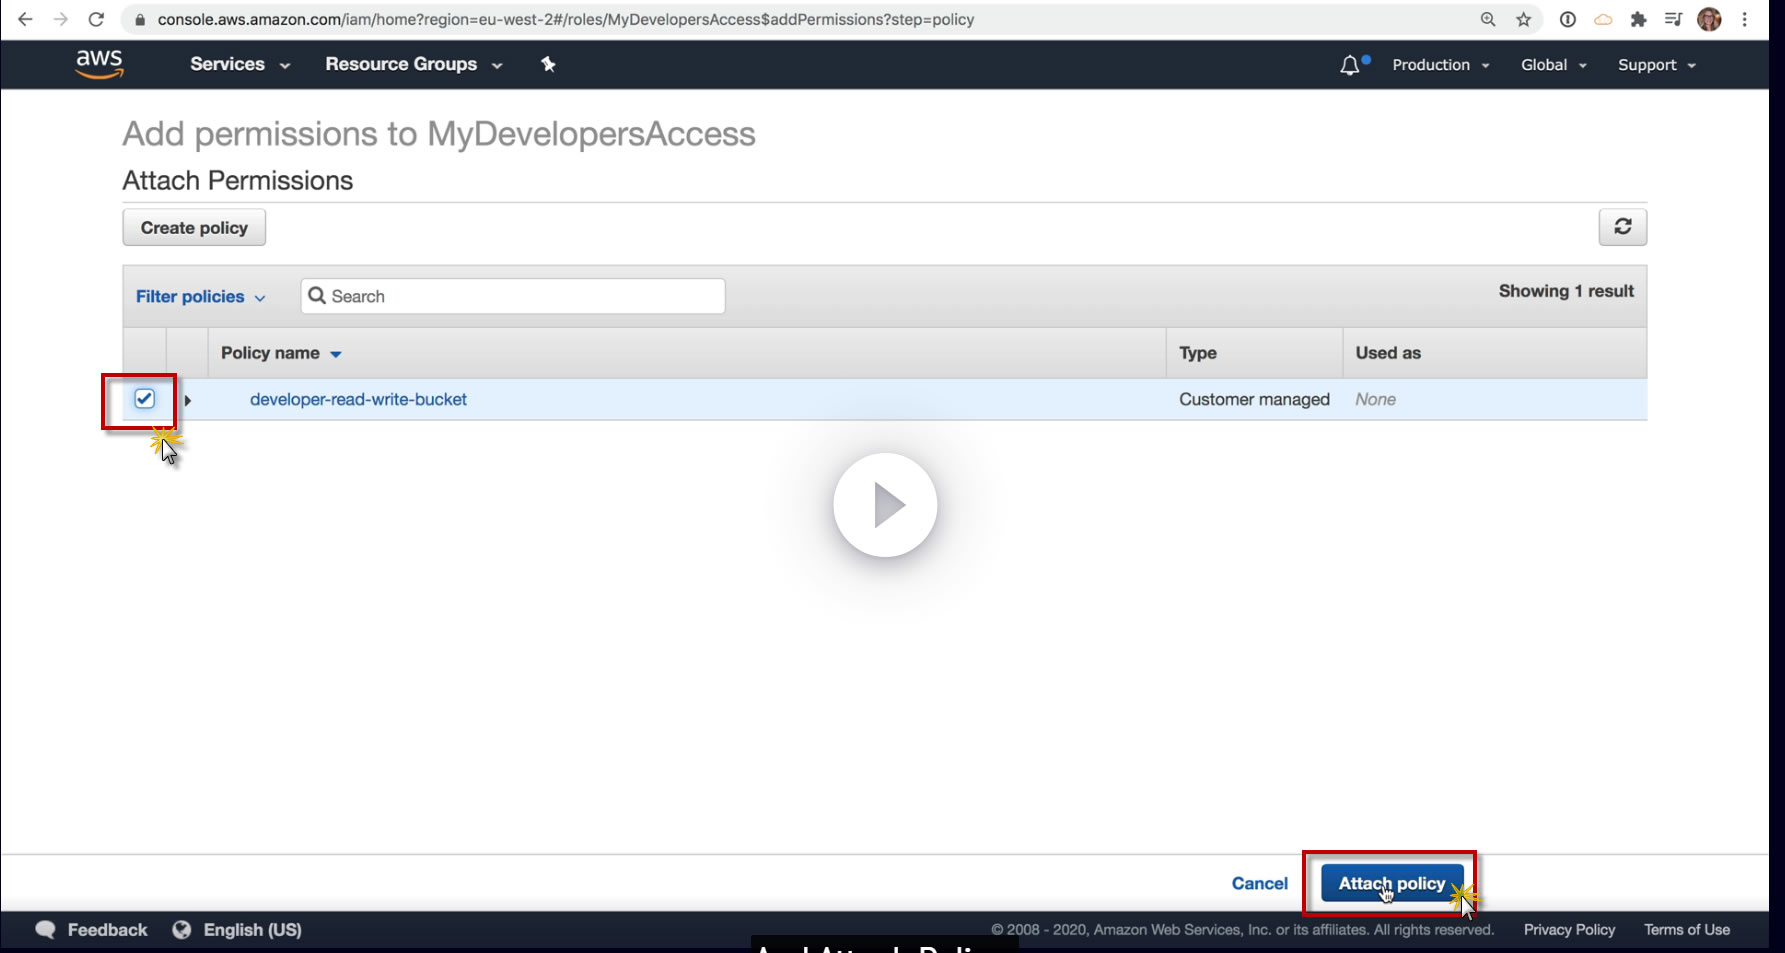 console.aws.amazon.com/iam/home?region=eu-west-2#/roles/MyDevelopersAccess$addPermissions?step=policy
aws Services Resource Groups Production Global Support
Add permissions to MyDevelopersAccess
Attach Permissions
Create policy
Filter policies Search Showing 1 result
Policy name Type Used as
developer-read-write-bucket Customer managed None
Cancel Attach policy
Feedback English (US) © 2008 - 2020, Amazon Web Services, Inc. or its affiliates. All rights reserved. Privacy Policy Terms of Use